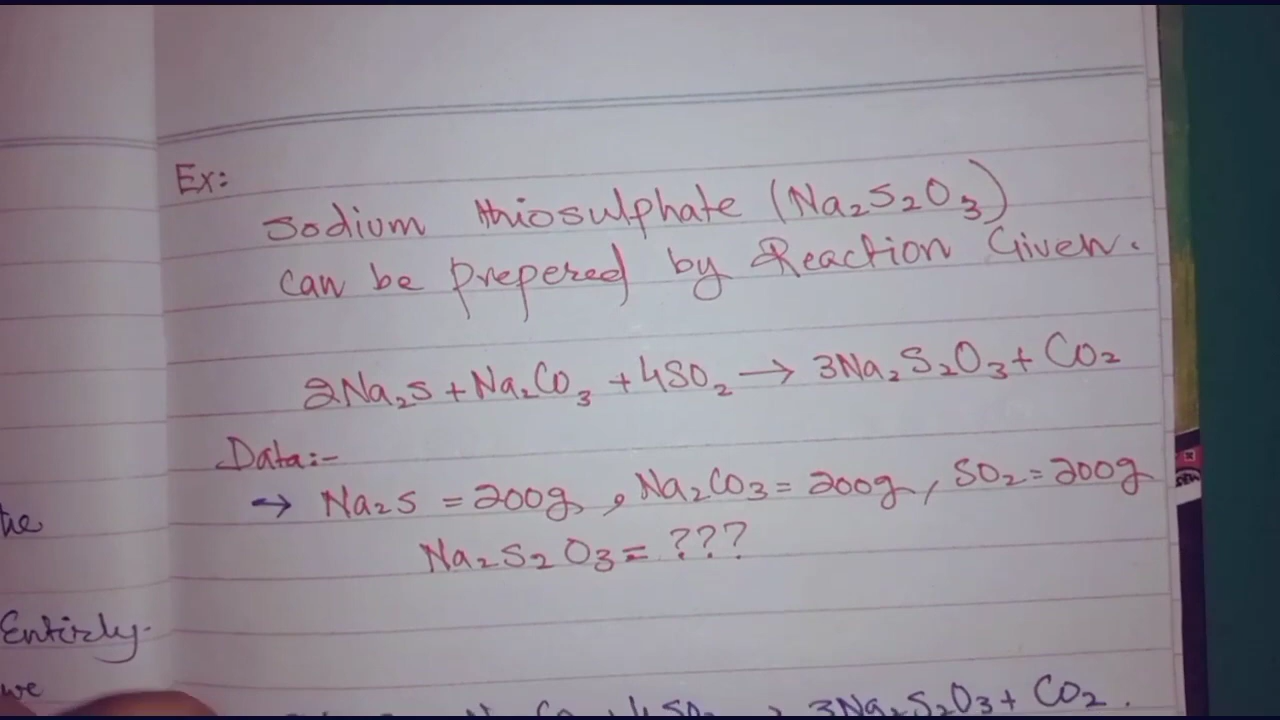 Ex:
Sodium thiosulphate (Na₂S₂O₃)
can be prepered by Reaction Given.
2Na₂S + Na₂CO₃ + 4SO₂ → 3Na₂S₂O₃ + CO₂
Data:-
→ Na₂S = 200g, Na₂CO₃ = 200g, SO₂ = 200g
Na₂S₂O₃ = ???
the
Entirly.
we
3Na₂S₂O₃ + CO₂.